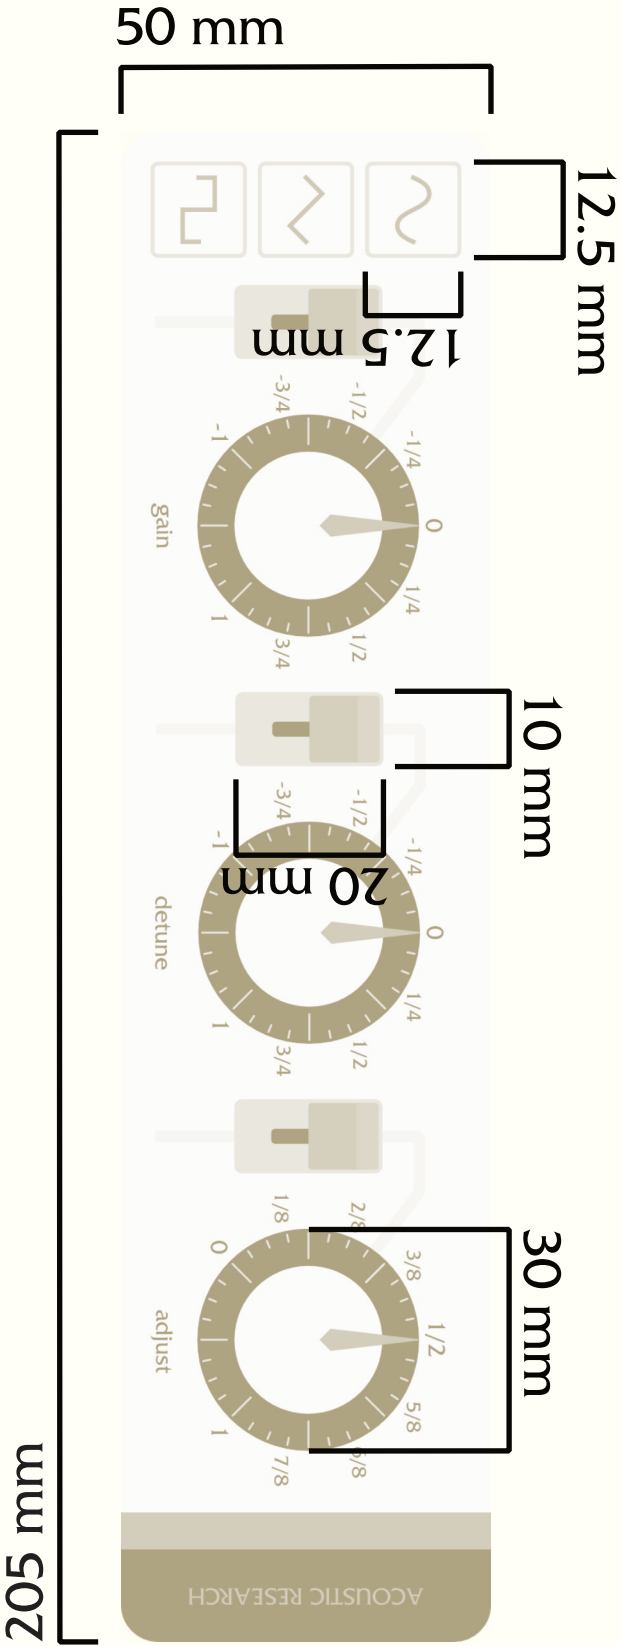 50 mm
12.5 mm
12.5 mm
-3/4
-1/2
-1
-1/4
gain
0
1
1/4
3/4
1/2
10 mm
-3/4
-1/2
-1
-1/4
20 mm
detune
0
1
1/4
3/4
1/2
1/8
2/8
0
3/8
30 mm
adjust
1/2
1
5/8
7/8
6/8
205 mm
ACOUSTIC RESEARCH